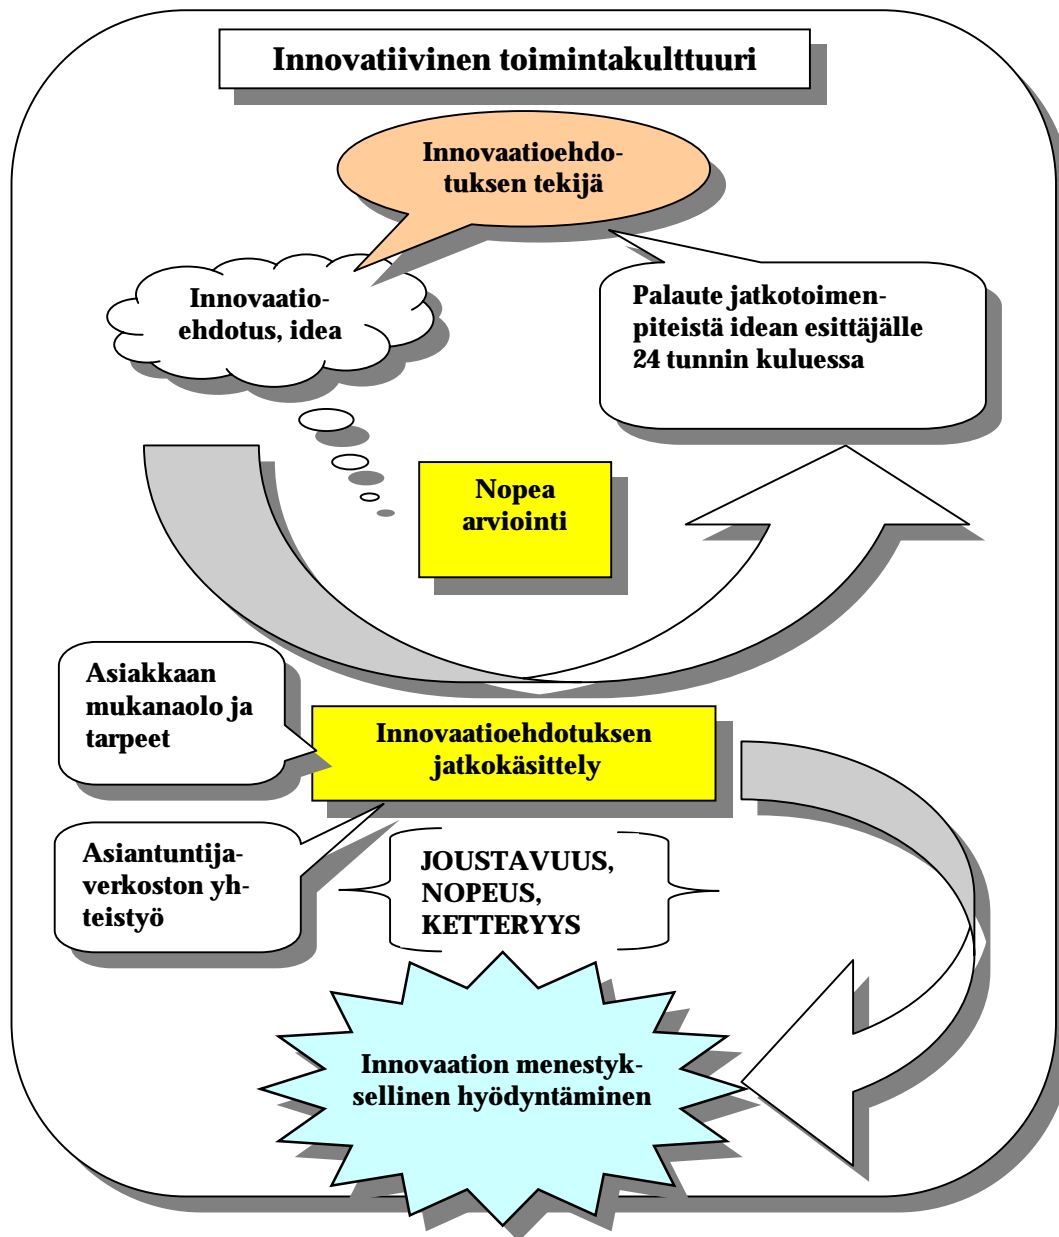 Innovatiivinen toimintakulttuuri
Innovaatioehdo-
tuksen tekijä
Innovaatio-
ehdotus, idea
Palaute jatkotoimen-
piteistä idean esittäjälle
24 tunnin kuluessa
Nopea
arviointi
Asiakkaan
mukanaolo ja
tarpeet
Innovaatioehdotuksen
jatkokäsittely
Asiantuntija-
verkoston yh-
teistyö
JOUSTAVUUS,
NOPEUS,
KETTERYYS
Innovaation menestyk-
sellinen hyödyntäminen